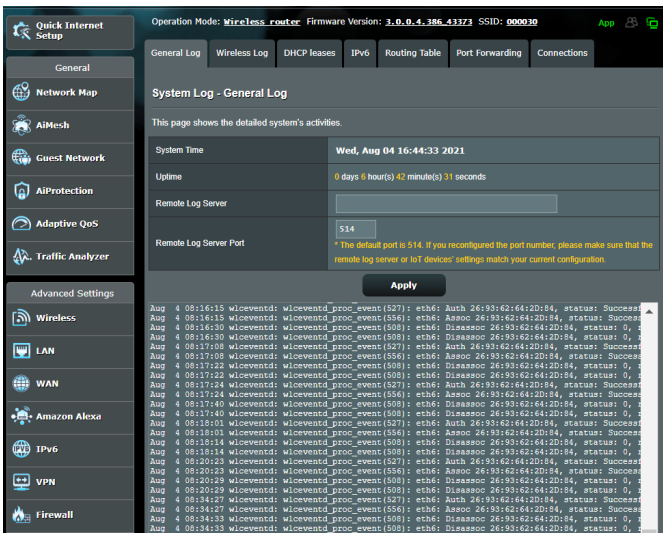 Quick Internet
Setup
Operation Mode: Wireless router Firmware Version: 3.0.0.4.386_43373 SSID: 000030
App
General Log
Wireless Log
DHCP leases
IPv6
Routing Table
Port Forwarding
Connections
General
Network Map
AiMesh
Guest Network
AiProtection
Adaptive QoS
Traffic Analyzer
Advanced Settings
Wireless
LAN
WAN
Amazon Alexa
IPv6
VPN
Firewall
System Log - General Log
This page shows the detailed system's activities.
System Time
Wed, Aug 04 16:44:33 2021
Uptime
0 days 6 hour(s) 42 minute(s) 31 seconds
Remote Log Server
Remote Log Server Port
514
* The default port is 514. If you reconfigured the port number, please make sure that the
remote log server or IoT devices' settings match your current configuration.
Apply
Aug 4 08:16:15 wlceventd: wlceventd_proc_event(527): eth6: Auth 26:93:62:64:2D:84, status: Successf
Aug 4 08:16:15 wlceventd: wlceventd_proc_event(556): eth6: Assoc 26:93:62:64:2D:84, status: Success
Aug 4 08:16:30 wlceventd: wlceventd_proc_event(508): eth6: Disassoc 26:93:62:64:2D:84, status: 0, r
Aug 4 08:16:30 wlceventd: wlceventd_proc_event(508): eth6: Disassoc 26:93:62:64:2D:84, status: 0, r
Aug 4 08:17:08 wlceventd: wlceventd_proc_event(527): eth6: Auth 26:93:62:64:2D:84, status: Successf
Aug 4 08:17:08 wlceventd: wlceventd_proc_event(556): eth6: Assoc 26:93:62:64:2D:84, status: Success
Aug 4 08:17:22 wlceventd: wlceventd_proc_event(508): eth6: Disassoc 26:93:62:64:2D:84, status: 0, r
Aug 4 08:17:22 wlceventd: wlceventd_proc_event(508): eth6: Disassoc 26:93:62:64:2D:84, status: 0, r
Aug 4 08:17:24 wlceventd: wlceventd_proc_event(527): eth6: Auth 26:93:62:64:2D:84, status: Successf
Aug 4 08:17:24 wlceventd: wlceventd_proc_event(556): eth6: Assoc 26:93:62:64:2D:84, status: Success
Aug 4 08:17:40 wlceventd: wlceventd_proc_event(508): eth6: Disassoc 26:93:62:64:2D:84, status: 0, r
Aug 4 08:17:40 wlceventd: wlceventd_proc_event(508): eth6: Disassoc 26:93:62:64:2D:84, status: 0, r
Aug 4 08:18:01 wlceventd: wlceventd_proc_event(527): eth6: Auth 26:93:62:64:2D:84, status: Successf
Aug 4 08:18:01 wlceventd: wlceventd_proc_event(556): eth6: Assoc 26:93:62:64:2D:84, status: Success
Aug 4 08:18:14 wlceventd: wlceventd_proc_event(508): eth6: Disassoc 26:93:62:64:2D:84, status: 0, r
Aug 4 08:18:14 wlceventd: wlceventd_proc_event(508): eth6: Disassoc 26:93:62:64:2D:84, status: 0, r
Aug 4 08:20:23 wlceventd: wlceventd_proc_event(527): eth6: Auth 26:93:62:64:2D:84, status: Successf
Aug 4 08:20:23 wlceventd: wlceventd_proc_event(556): eth6: Assoc 26:93:62:64:2D:84, status: Success
Aug 4 08:20:29 wlceventd: wlceventd_proc_event(508): eth6: Disassoc 26:93:62:64:2D:84, status: 0, r
Aug 4 08:20:29 wlceventd: wlceventd_proc_event(508): eth6: Disassoc 26:93:62:64:2D:84, status: 0, r
Aug 4 08:34:27 wlceventd: wlceventd_proc_event(527): eth6: Auth 26:93:62:64:2D:84, status: Successf
Aug 4 08:34:27 wlceventd: wlceventd_proc_event(556): eth6: Assoc 26:93:62:64:2D:84, status: Success
Aug 4 08:34:33 wlceventd: wlceventd_proc_event(508): eth6: Disassoc 26:93:62:64:2D:84, status: 0, r
Aug 4 08:34:33 wlceventd: wlceventd_proc_event(508): eth6: Disassoc 26:93:62:64:2D:84, status: 0, r